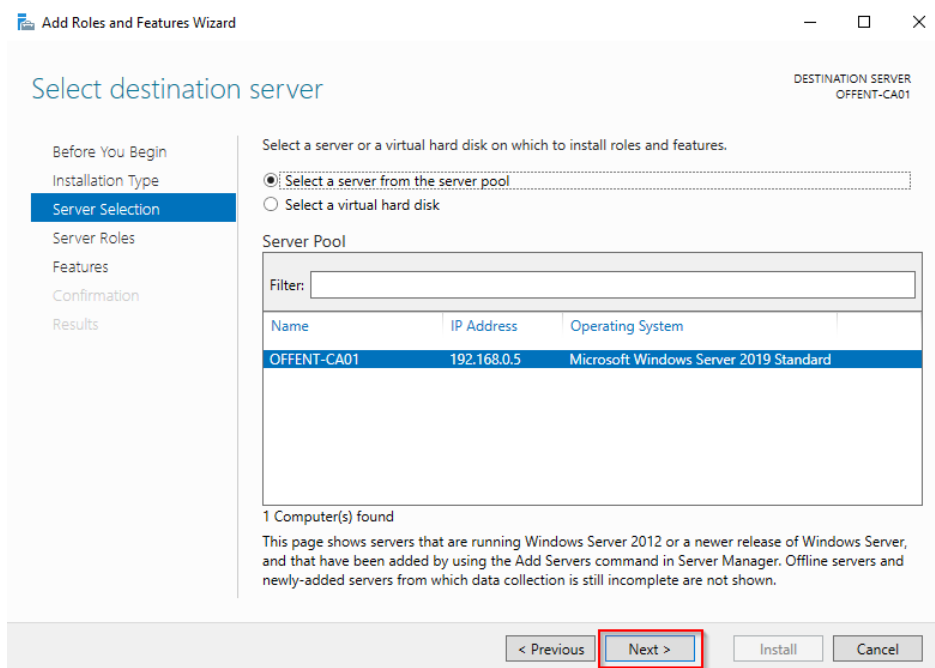 Add Roles and Features Wizard
Select destination server
DESTINATION SERVER
OFFENT-CA01
Before You Begin
Installation Type
Server Selection
Server Roles
Features
Confirmation
Results
Select a server or a virtual hard disk on which to install roles and features.
Select a server from the server pool
Select a virtual hard disk
Server Pool
Filter:
Name IP Address Operating System
OFFENT-CA01 192.168.0.5 Microsoft Windows Server 2019 Standard
1 Computer(s) found
This page shows servers that are running Windows Server 2012 or a newer release of Windows Server,
and that have been added by using the Add Servers command in Server Manager. Offline servers and
newly-added servers from which data collection is still incomplete are not shown.
< Previous Next > Install Cancel